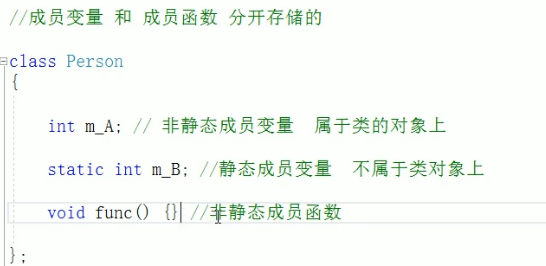 //成员变量 和 成员函数 分开存储的
class Person
{
int m_A; // 非静态成员变量 属于类的对象上
static int m_B; //静态成员变量 不属于类对象上
void func() {} //非静态成员函数
};